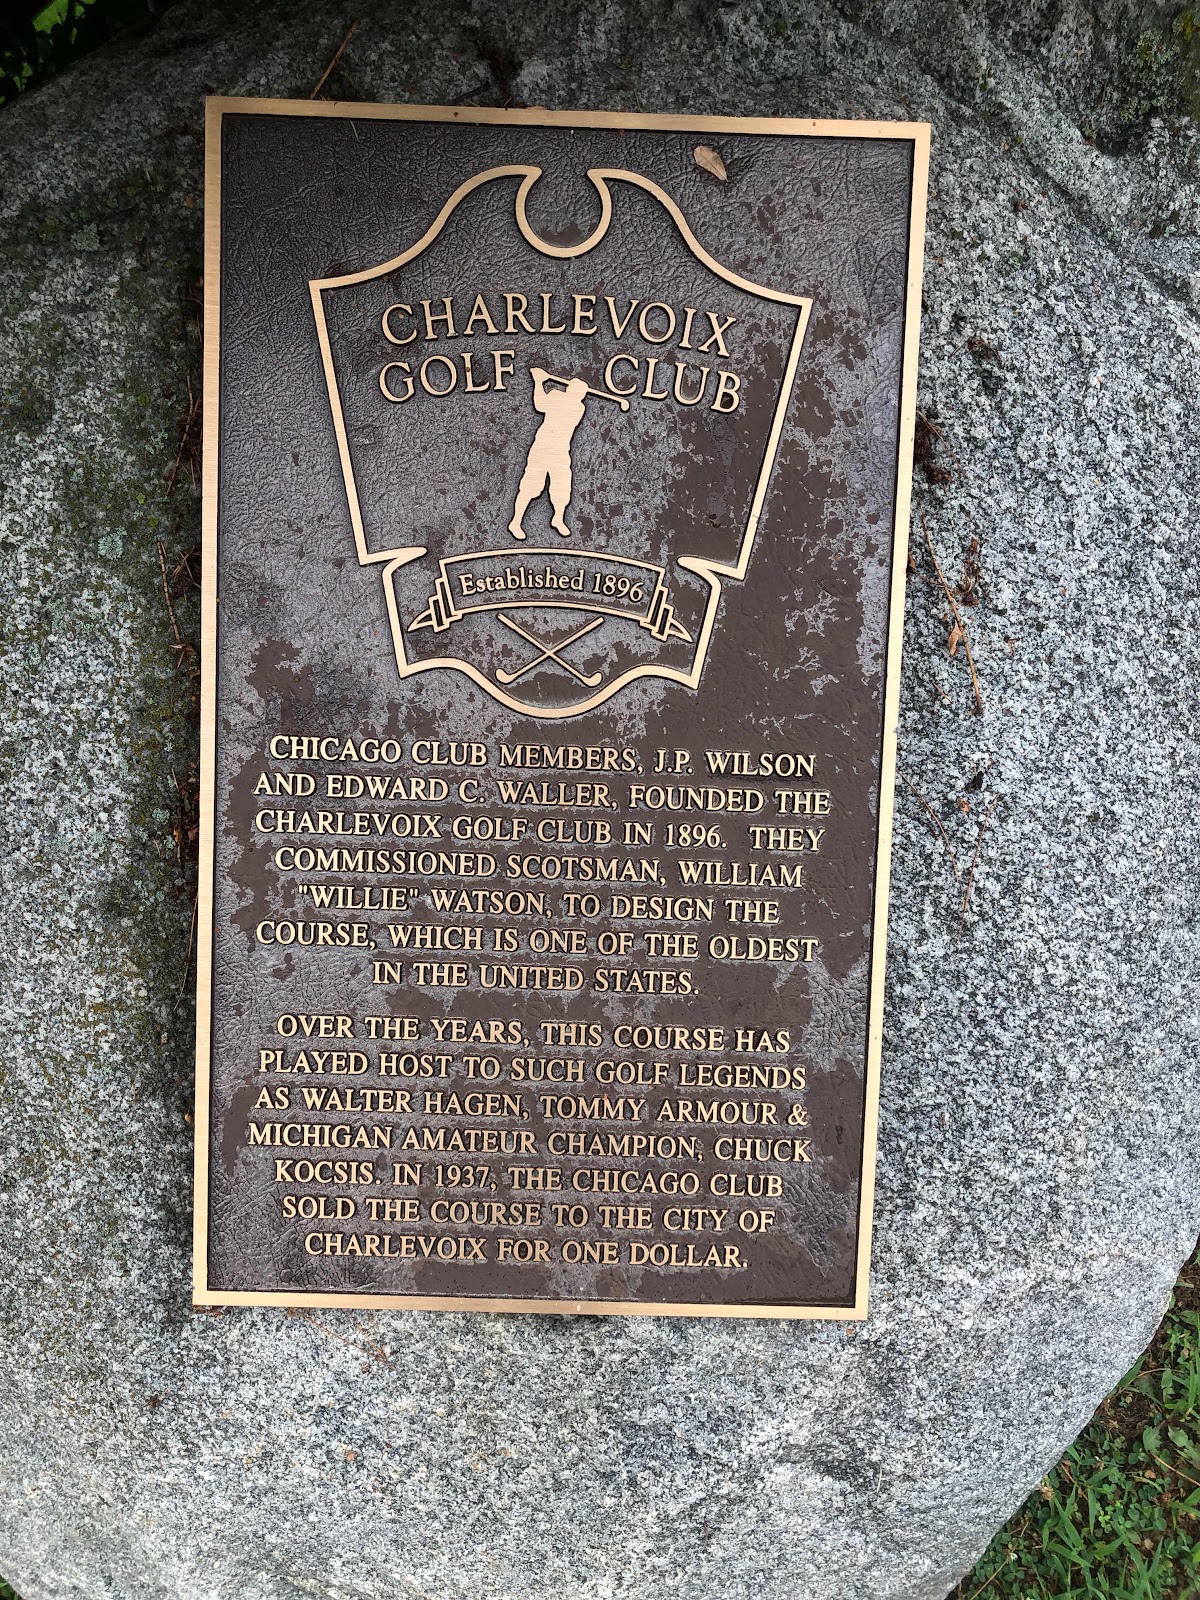 CHARLEVOIX
GOLF CLUB
Established 1896
CHICAGO CLUB MEMBERS, J.P. WILSON
AND EDWARD C. WALLER, FOUNDED THE
CHARLEVOIX GOLF CLUB IN 1896. THEY
COMMISSIONED SCOTSMAN, WILLIAM
"WILLIE" WATSON, TO DESIGN THE
COURSE, WHICH IS ONE OF THE OLDEST
IN THE UNITED STATES.
OVER THE YEARS, THIS COURSE HAS
PLAYED HOST TO SUCH GOLF LEGENDS
AS WALTER HAGEN, TOMMY ARMOUR &
MICHIGAN AMATEUR CHAMPION, CHUCK
KOCSIS. IN 1937, THE CHICAGO CLUB
SOLD THE COURSE TO THE CITY OF
CHARLEVOIX FOR ONE DOLLAR.